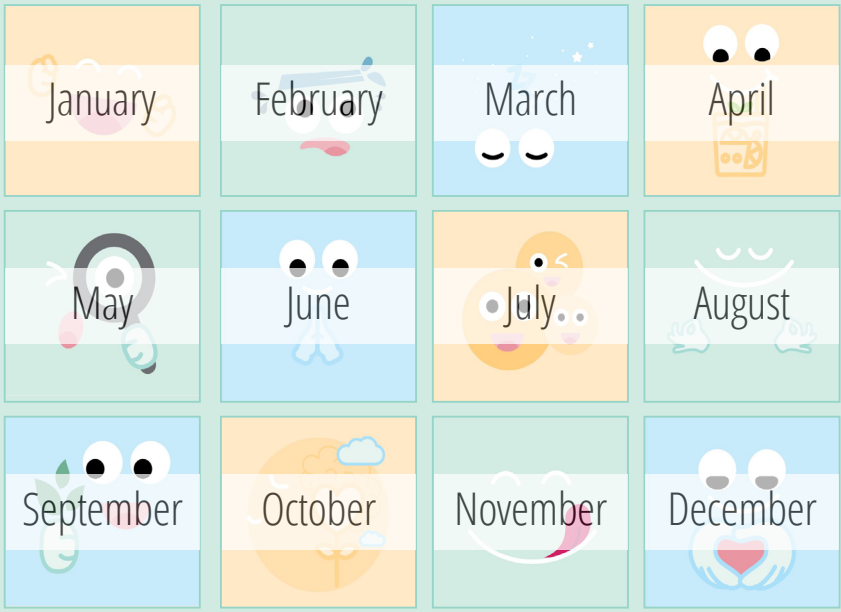 January
February
March
April
May
June
July
August
September
October
November
December